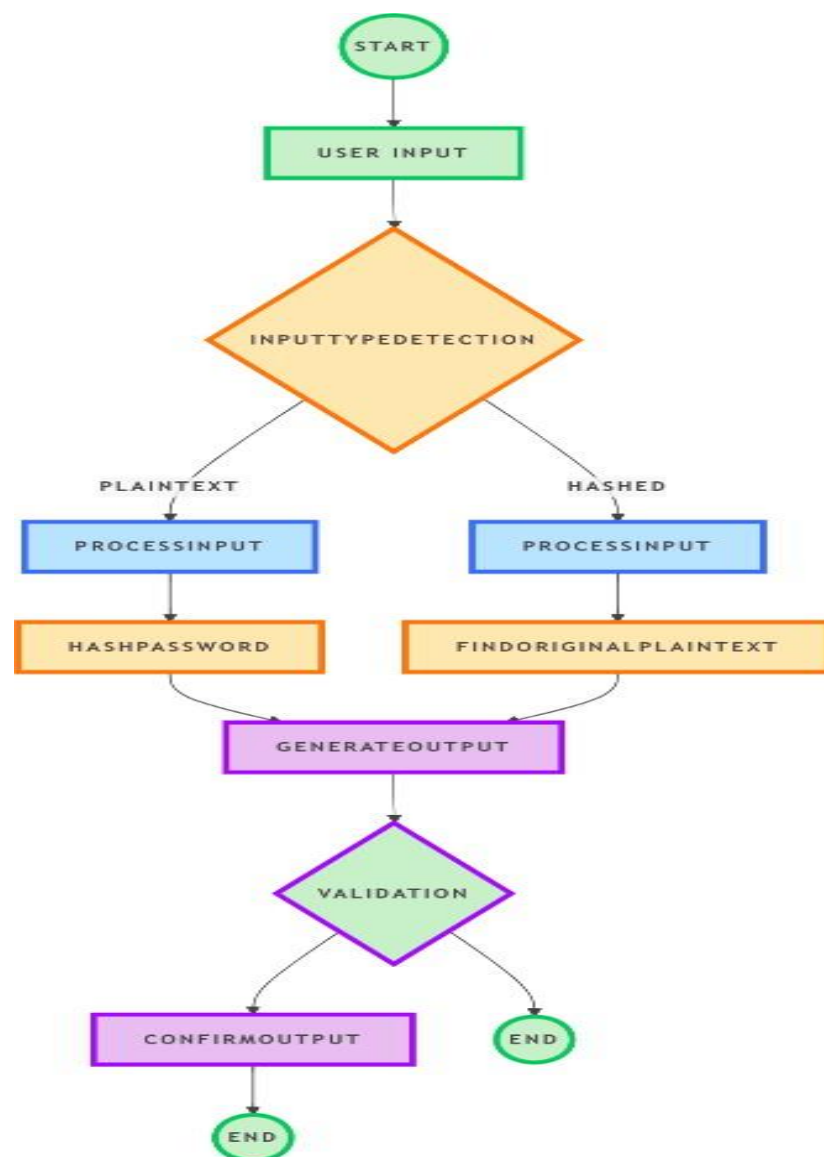 START
USER INPUT
INPUTTYPEDETECTION
PLAINTEXT
HASHED
PROCESSINPUT
PROCESSINPUT
HASHPASSWORD
FINDORIGINALPLAINTEXT
GENERATEOUTPUT
VALIDATION
CONFIRMOUTPUT
END
END